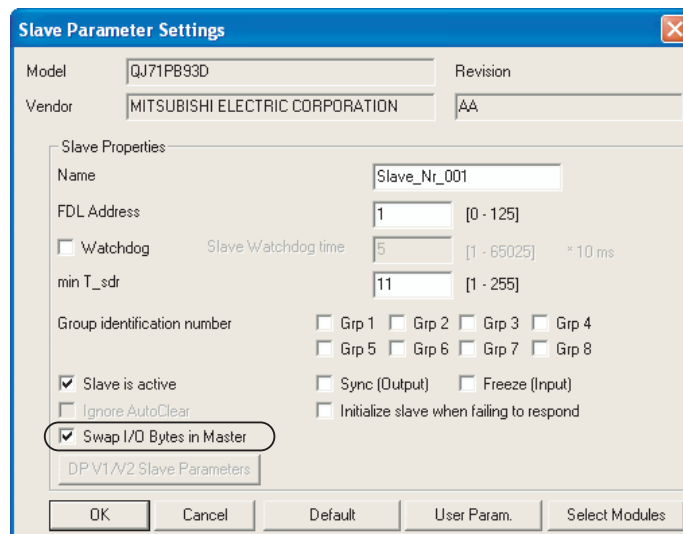 Slave Parameter Settings
Model QJ71PB93D Revision
Vendor MITSUBISHI ELECTRIC CORPORATION AA
Slave Properties
Name Slave_Nr_001
FDL Address 1 [0 - 125]
Watchdog Slave Watchdog time 5 [1 - 65025] * 10 ms
min T_sdr 11 [1 - 255]
Group identification number Grp 1 Grp 2 Grp 3 Grp 4
Grp 5 Grp 6 Grp 7 Grp 8
Slave is active Sync (Output) Freeze (Input)
Ignore AutoClear Initialize slave when failing to respond
Swap I/O Bytes in Master
DP V1/V2 Slave Parameters
OK Cancel Default User Param. Select Modules